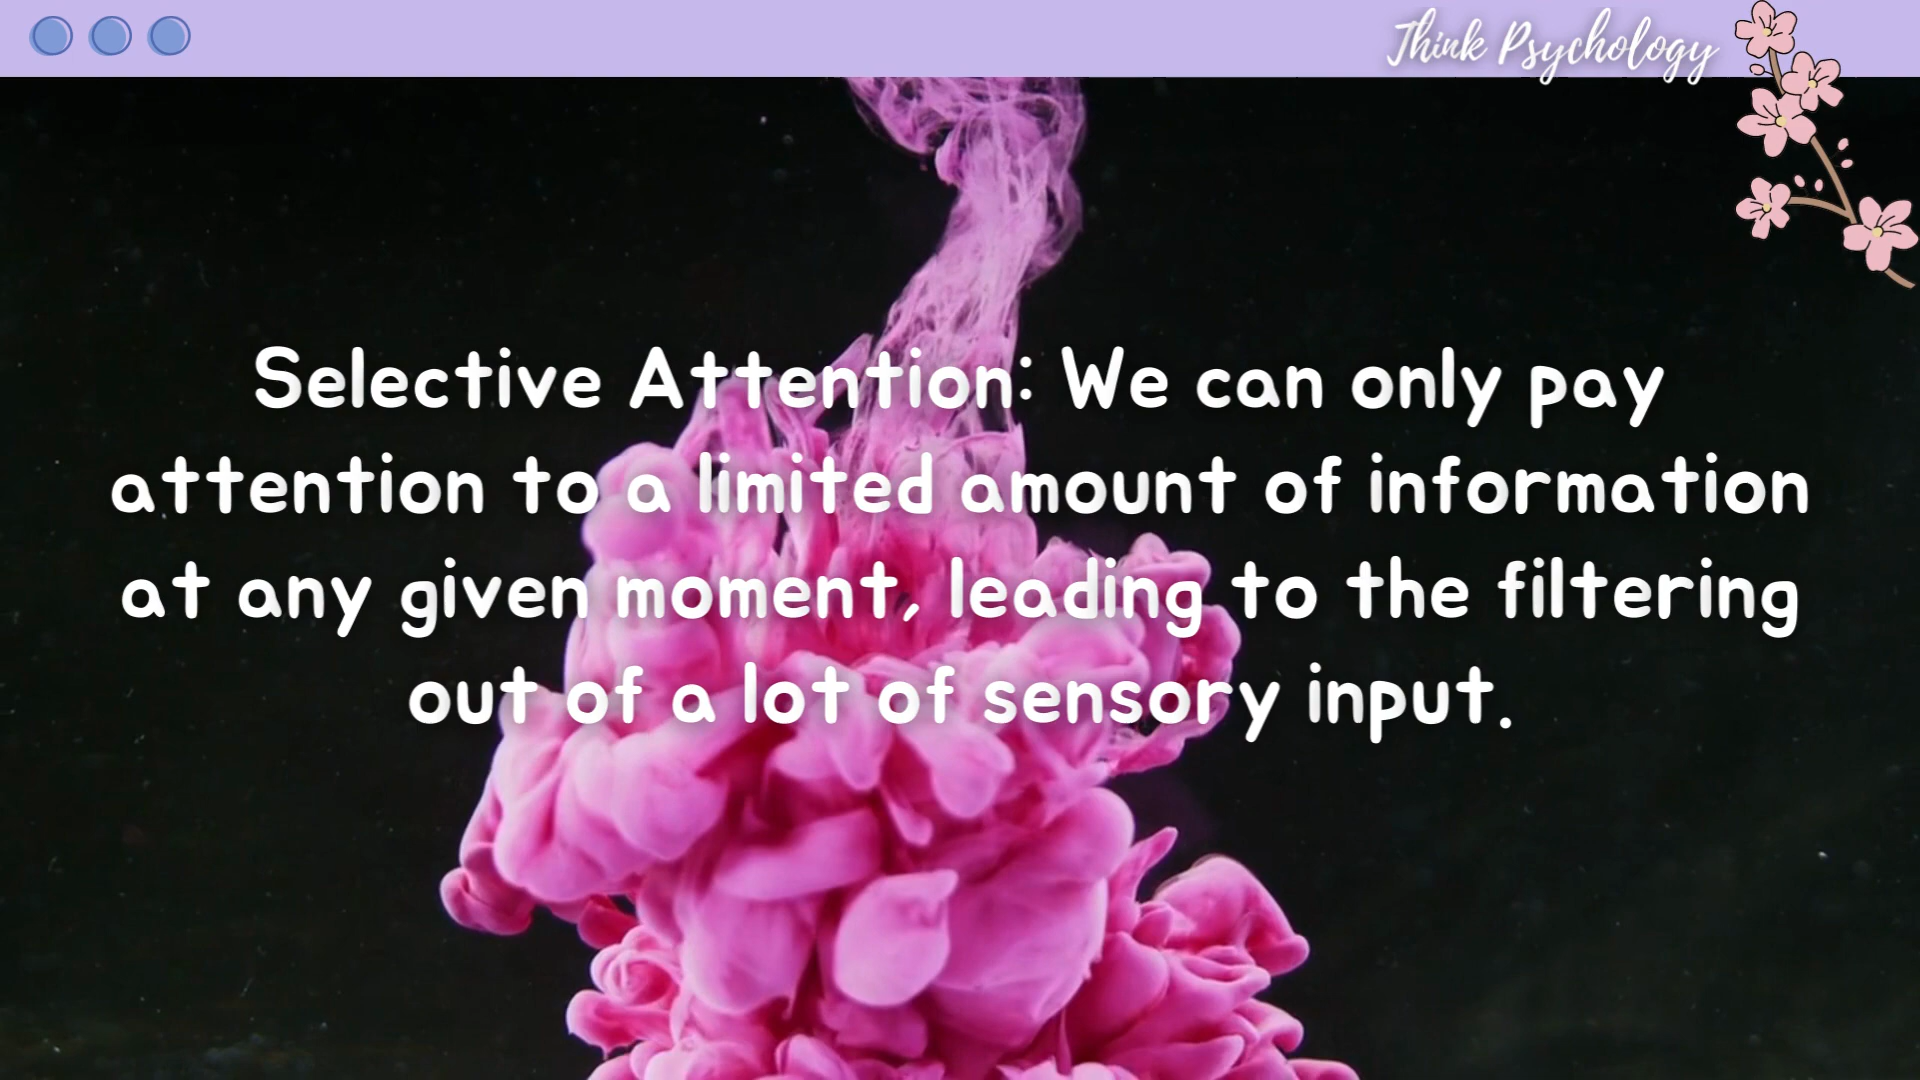 Think Psychology
Selective Attention: We can only pay
attention to a limited amount of information
at any given moment, leading to the filtering
out of a lot of sensory input.